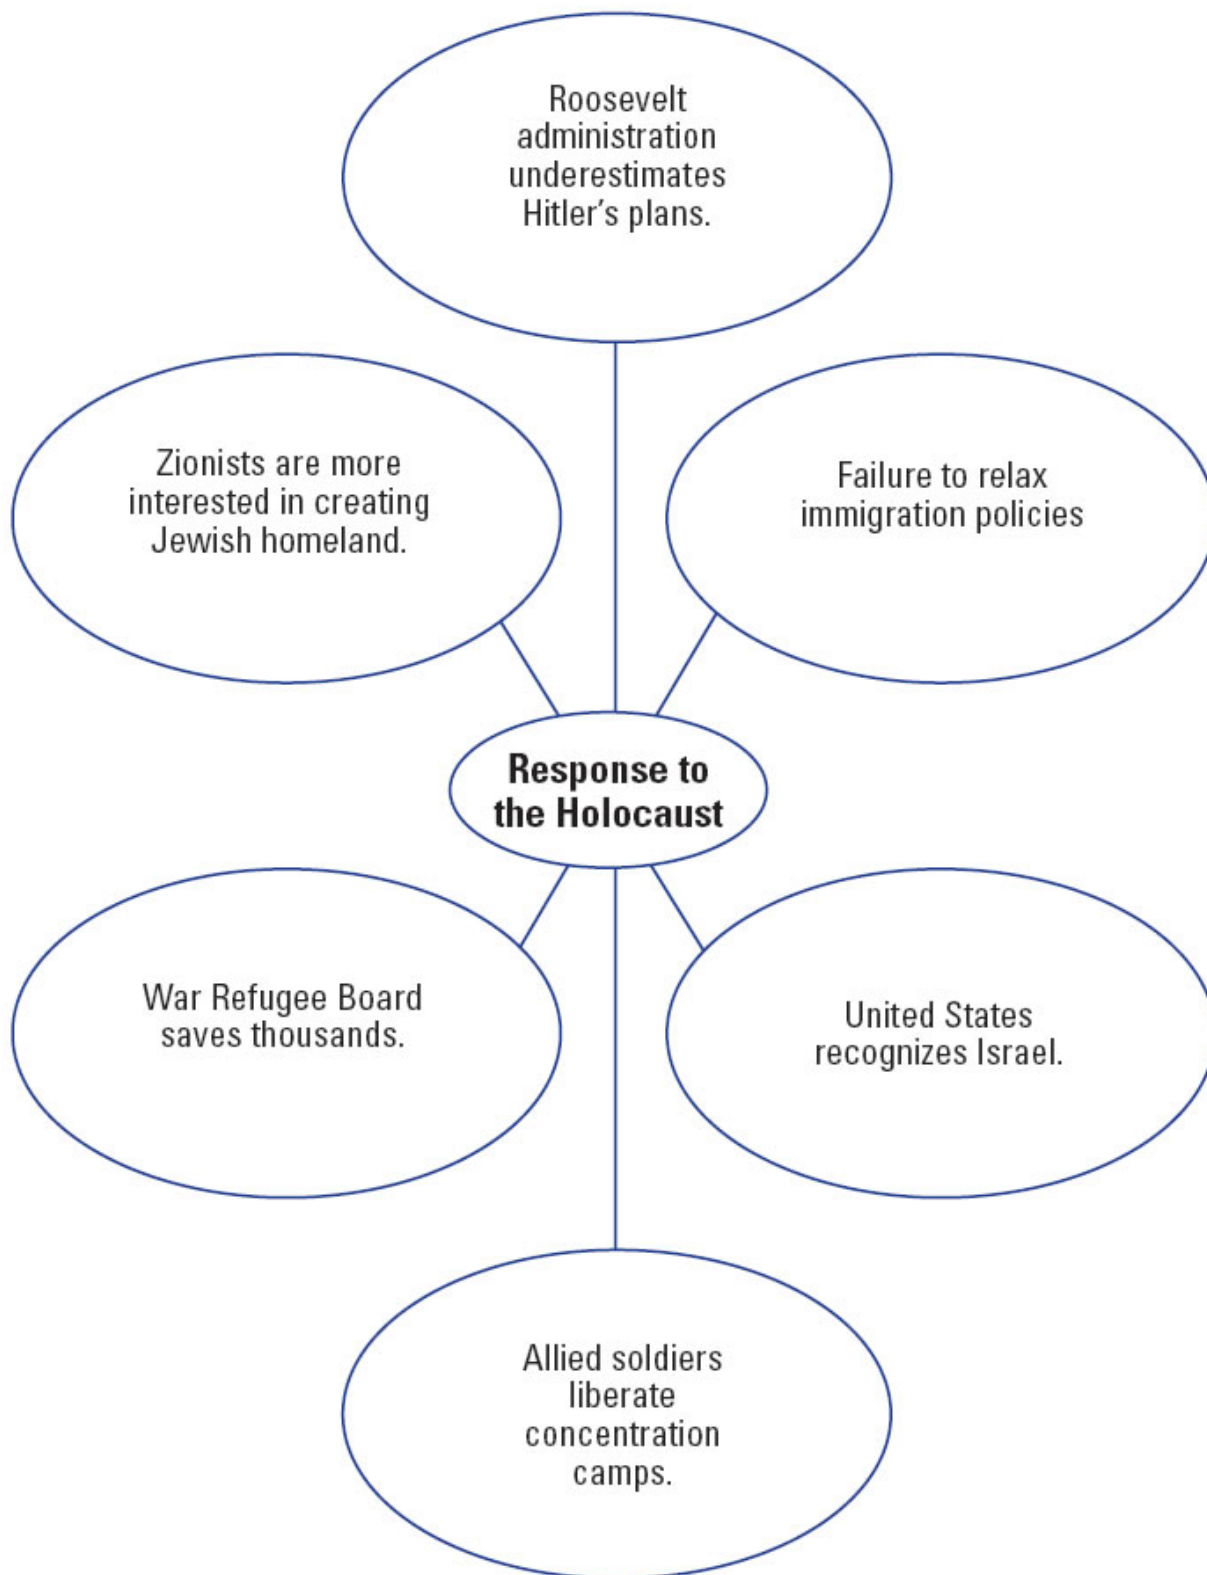 Roosevelt
administration
underestimates
Hitler’s plans.
Zionists are more
interested in creating
Jewish homeland.
Failure to relax
immigration policies
Response to
the Holocaust
War Refugee Board
saves thousands.
United States
recognizes Israel.
Allied soldiers
liberate
concentration
camps.